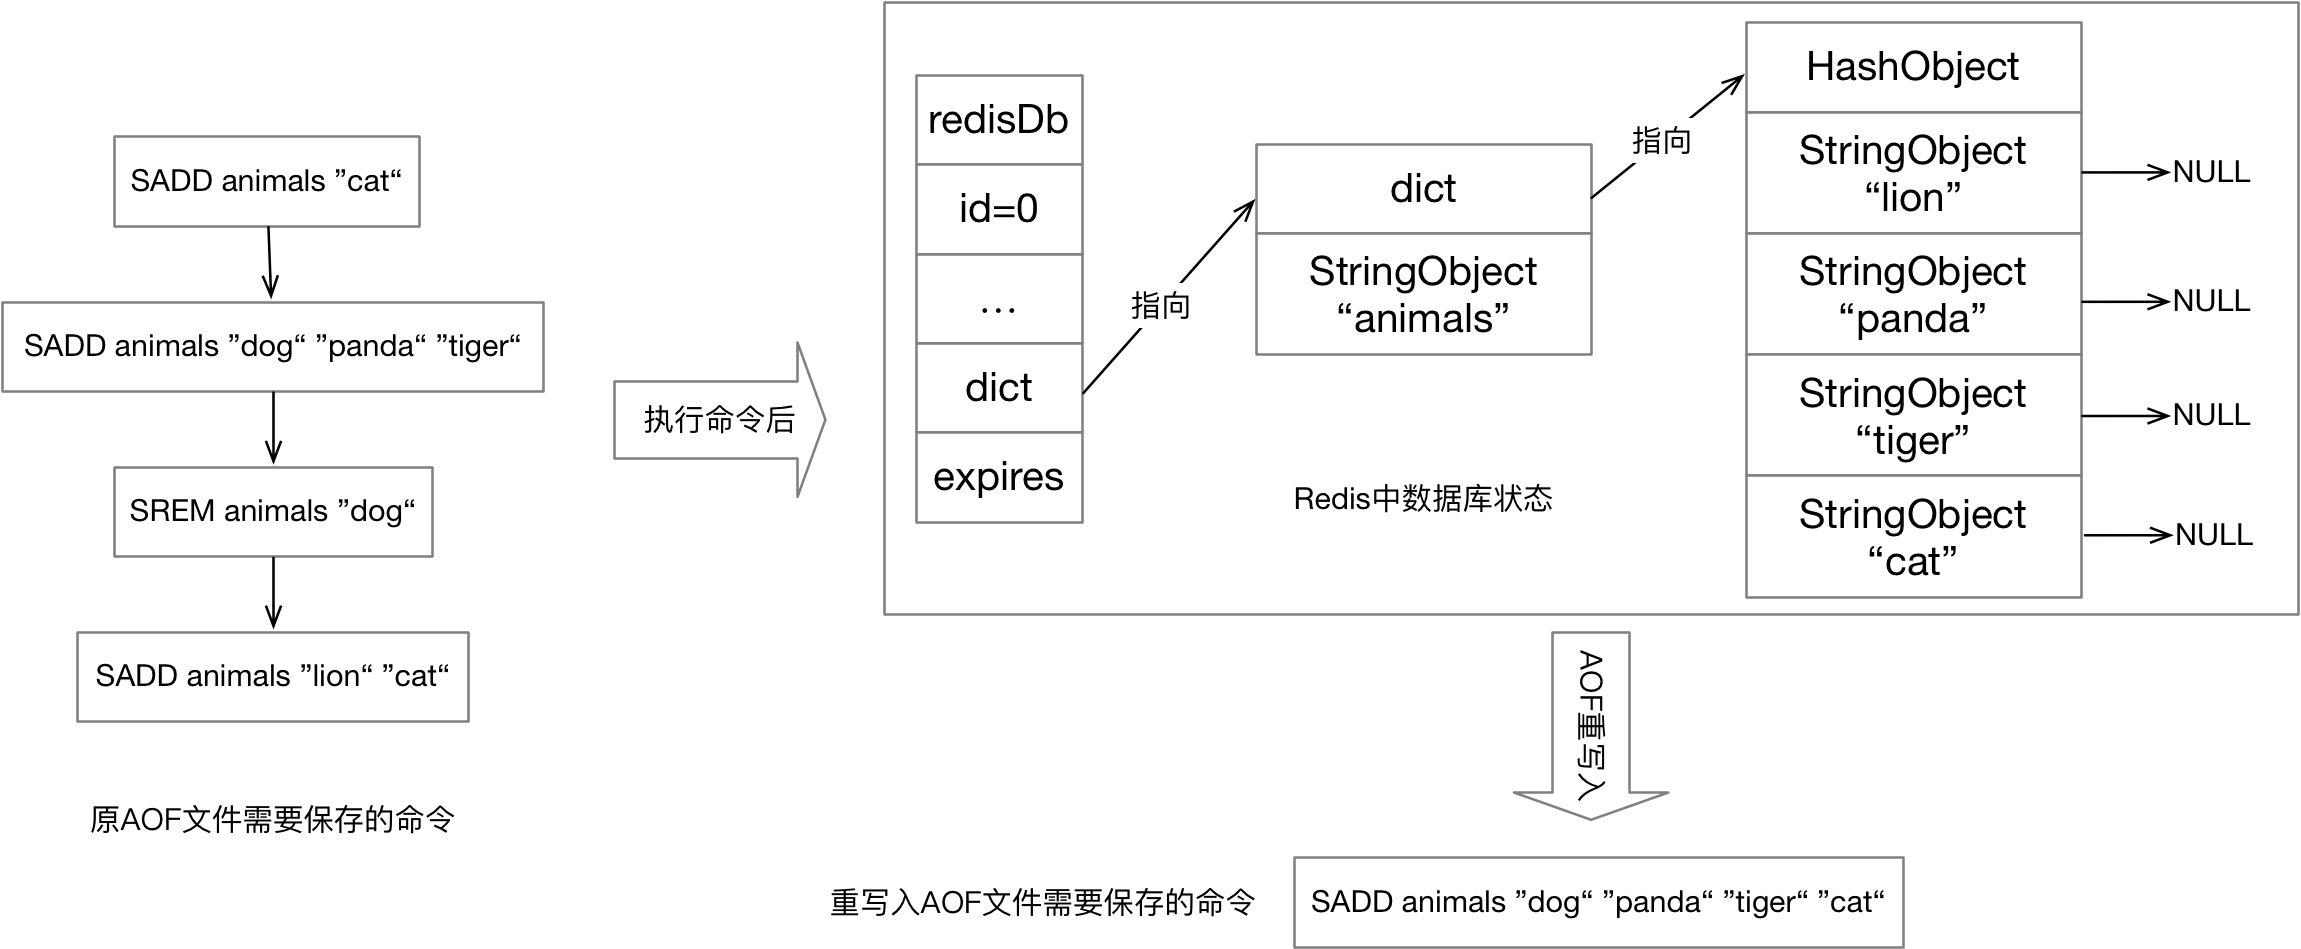 SADD animals ”cat“
SADD animals ”dog“ ”panda“ ”tiger“
SREM animals ”dog“
SADD animals ”lion“ ”cat“
原AOF文件需要保存的命令
执行命令后
redisDb
id=0
...
dict
expires
指向
dict
StringObject
“animals”
指向
HashObject
StringObject
“lion”
NULL
StringObject
“panda”
NULL
StringObject
“tiger”
NULL
StringObject
“cat”
NULL
Redis中数据库状态
AOF重写入
重写入AOF文件需要保存的命令
SADD animals ”dog“ ”panda“ ”tiger“ ”cat“